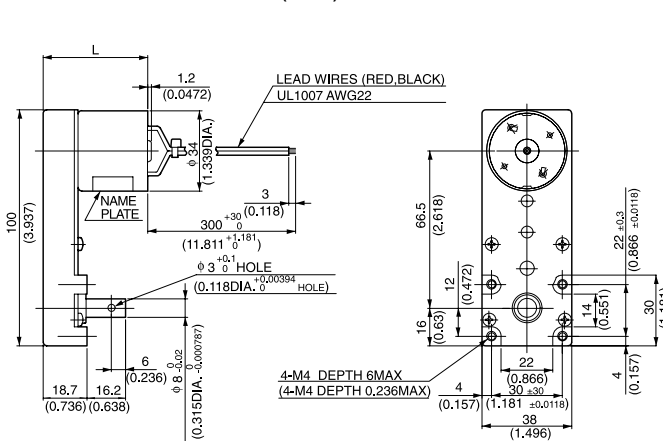 L
1.2
(0.0472)
LEAD WIRES (RED,BLACK)
UL1007 AWG22
ϕ 34
(1.339DIA.)
NAME
PLATE
3
(0.118)
300 +30 0
(11.811 +1.181 0)
100
(3.937)
ϕ 3 +0.1 0 HOLE
(0.118DIA. +0.00394 0 HOLE)
6
(0.236)
ϕ 8 0 -0.02
(0.315DIA. 0 -0.000787)
18.7
(0.736)
16.2
(0.638)
66.5
(2.618)
12
(0.472)
16
(0.63)
22 ±0.3
(0.866 ±0.0118)
30
(1.181)
14
(0.551)
4
(0.157)
4-M4 DEPTH 6MAX
(4-M4 DEPTH 0.236MAX)
22
(0.866)
4
(0.157)
30 ±30
(1.181 ±0.0118)
38
(1.496)